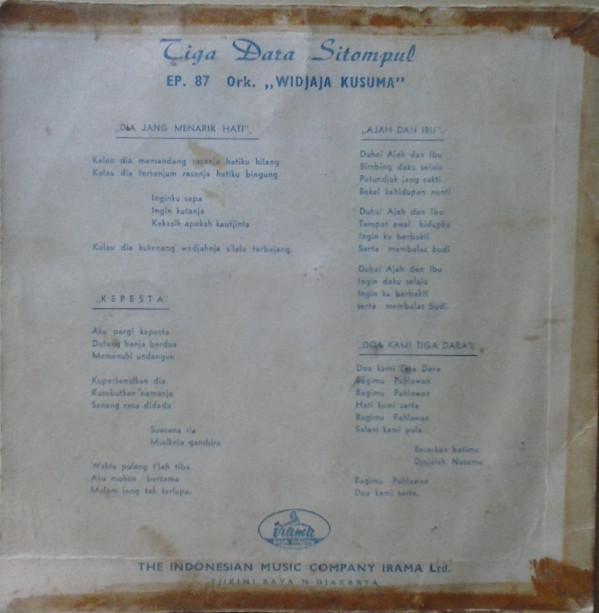 Tiga Dara Sitompul
EP. 87 Ork. „WIDJAJA KUSUMA"
„DIA JANG MENARIK HATI".
Kalau dia memandang rasanja hatiku hilang
Kalau dia tersenjum rasanja hatiku bingung
Inginku sapa
Ingin kutanja
Kekasih apakah kautjinta
Kalau dia kukenang wadjahnja s'lalu terbajang.
„KEPESTA"
Aku pergi kepesta
Datang hanja berdua
Memenuhi undangan
Kuperkenalkan dia
Kusebutkan namanja
Senang rasa didada
Suasana ria
Musiknja gembira
Waktu pulang t'lah tiba
Aku mohon bersama
Malam jang tak terlupa.
„AJAH DAN IBU".
Duhai Ajah dan Ibu
Bimbing daku selalu
Petundjuk jang sakti
Bekal kehidupan nanti
Duhai Ajah dan Ibu
Tempat awal hidupku
Ingin ku berbakti
Serta membalas budi
Duhai Ajah dan Ibu
Ingin daku selalu
Ingin ku berbakti
serta membalas budi.
„DOA KAMI TIGA DARA".
Doa kami Tiga Dara
Bagimu Pahlawan
Bagimu Pahlawan
Hati kami serta
Bagimu Pahlawan
Salam kami pula
Besarkan hatimu
Djajalah Nusamu
Bagimu Pahlawan
Doa kami serta.
irama
THE INDONESIAN MUSIC COMPANY IRAMA Ltd.
TJIKINI RAYA
DJAKARTA